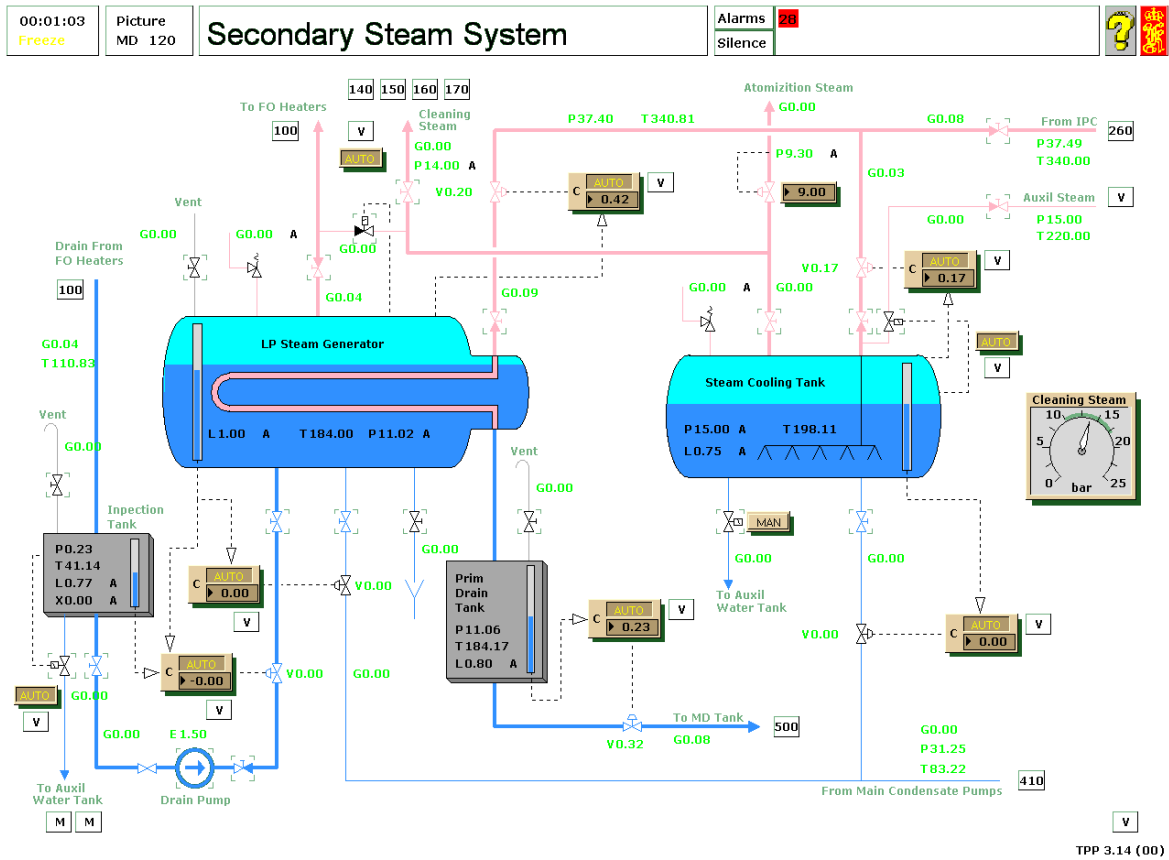 00:01:03
Freeze
Picture
MD 120
Secondary Steam System
Alarms 28
Silence
?
140 150 160 170
To FO Heaters
100
V
AUTO
Cleaning
Steam
G0.00
P14.00 A
V0.20
Atomizition Steam
G0.00
P37.40 T340.81
G0.08
From IPC
260
P37.49
T340.00
P9.30 A
9.00
G0.03
C AUTO
0.42
V
Auxil Steam
V
G0.00
P15.00
T220.00
Vent
G0.00
G0.00 A
G0.00
Drain From
FO Heaters
100
G0.04
G0.09
V0.17
G0.00
G0.00 A
C AUTO
0.17
V
AUTO
V
G0.04
T110.83
LP Steam Generator
L1.00 A T184.00 P11.02 A
Steam Cooling Tank
P15.00 A T198.11
L0.75 A
Cleaning Steam
0 5 10 15 20 25
bar
Vent
G0.00
Vent
G0.00
Inpection
Tank
P0.23
T41.14
L0.77 A
X0.00 A
C AUTO
0.00
V
V0.00
G0.00
MAN
G0.00
To Auxil
Water Tank
G0.00
Prim
Drain
Tank
P11.06
T184.17
L0.80 A
C AUTO
0.23
V
V0.00
C AUTO
0.00
V
AUTO
V
G0.00
C AUTO
-0.00
V
V0.00
G0.00
G0.00 E1.50
To MD Tank
500
V0.32 G0.08
G0.00
P31.25
T83.22
To Auxil
Water Tank
M M
Drain Pump
From Main Condensate Pumps
410
V
TPP 3.14 (00)